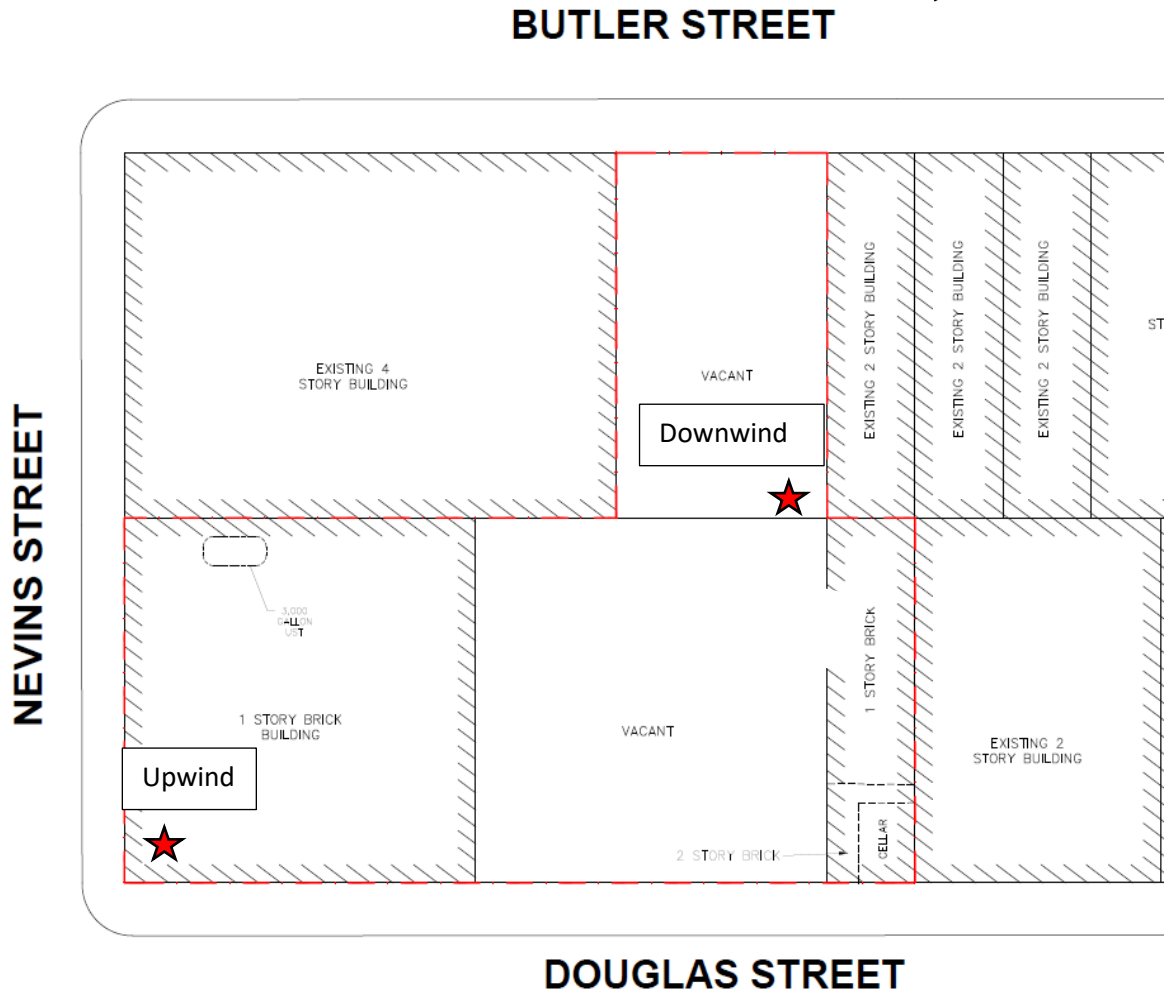 BUTLER STREET
EXISTING 4
STORY BUILDING
VACANT
EXISTING 2 STORY BUILDING
EXISTING 2 STORY BUILDING
EXISTING 2 STORY BUILDING
ST
Downwind
NEVINS STREET
3,000
GALLON
UST
1 STORY BRICK
BUILDING
VACANT
1 STORY BRICK
EXISTING 2
STORY BUILDING
Upwind
2 STORY BRICK
CELLAR
DOUGLAS STREET